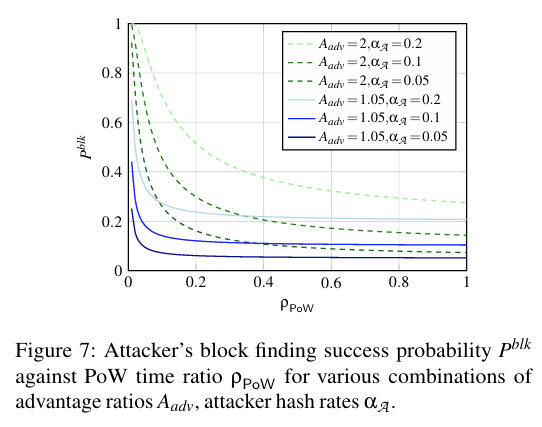 1
0.8
0.6
0.4
0.2
0
0 0.2 0.4 0.6 0.8 1
P^blk
ρ_PoW
A_adv=2,α_𝒜=0.2
A_adv=2,α_𝒜=0.1
A_adv=2,α_𝒜=0.05
A_adv=1.05,α_𝒜=0.2
A_adv=1.05,α_𝒜=0.1
A_adv=1.05,α_𝒜=0.05
Figure 7: Attacker's block finding success probability P^blk
against PoW time ratio ρ_PoW for various combinations of
advantage ratios A_adv, attacker hash rates α_𝒜.